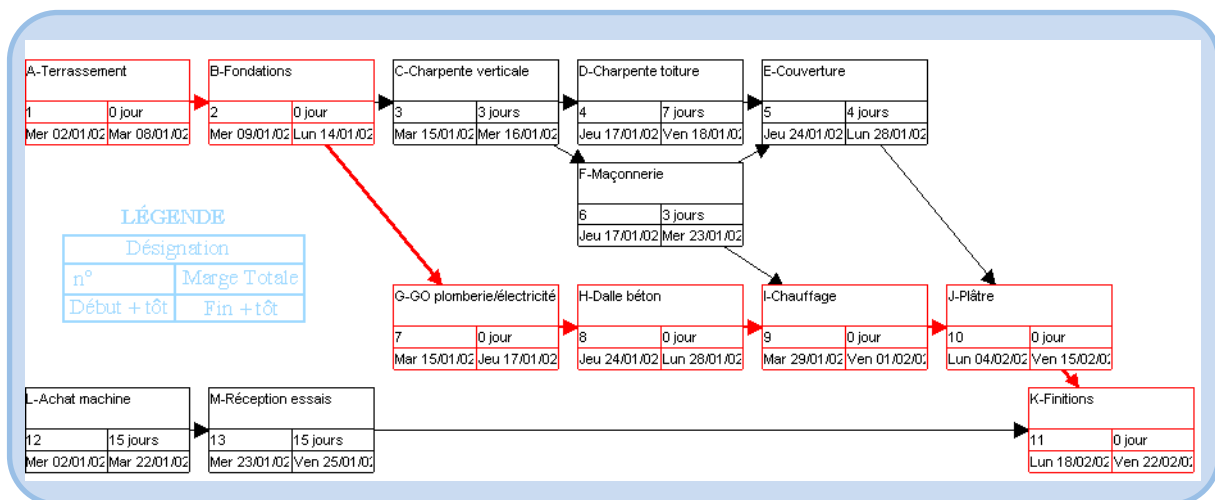 A-Terrassement
1 0 jour
Mer 02/01/02 Mar 08/01/02
B-Fondations
2 0 jour
Mer 09/01/02 Lun 14/01/02
C-Charpente verticale
3 3 jours
Mar 15/01/02 Mer 16/01/02
D-Charpente toiture
4 7 jours
Jeu 17/01/02 Ven 18/01/02
E-Couverture
5 4 jours
Jeu 24/01/02 Lun 28/01/02
F-Maçonnerie
6 3 jours
Jeu 17/01/02 Mer 23/01/02
LÉGENDE
Désignation
n° Marge Totale
Début + tôt Fin + tôt
G-GO plomberie/électricité
7 0 jour
Mar 15/01/02 Jeu 17/01/02
H-Dalle béton
8 0 jour
Jeu 24/01/02 Lun 28/01/02
I-Chauffage
9 0 jour
Mar 29/01/02 Ven 01/02/02
J-Plâtre
10 0 jour
Lun 04/02/02 Ven 15/02/02
L-Achat machine
12 15 jours
Mer 02/01/02 Mar 22/01/02
M-Réception essais
13 15 jours
Mer 23/01/02 Ven 25/01/02
K-Finitions
11 0 jour
Lun 18/02/02 Ven 22/02/02